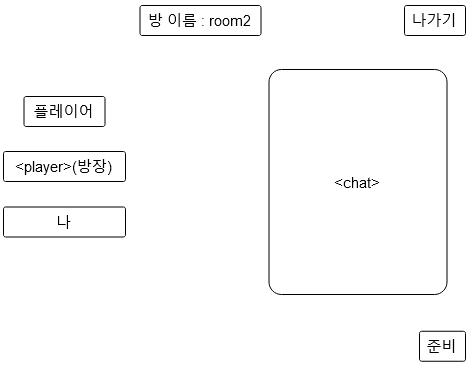 방 이름 : room2
나가기
플레이어
<player>(방장)
나
<chat>
준비